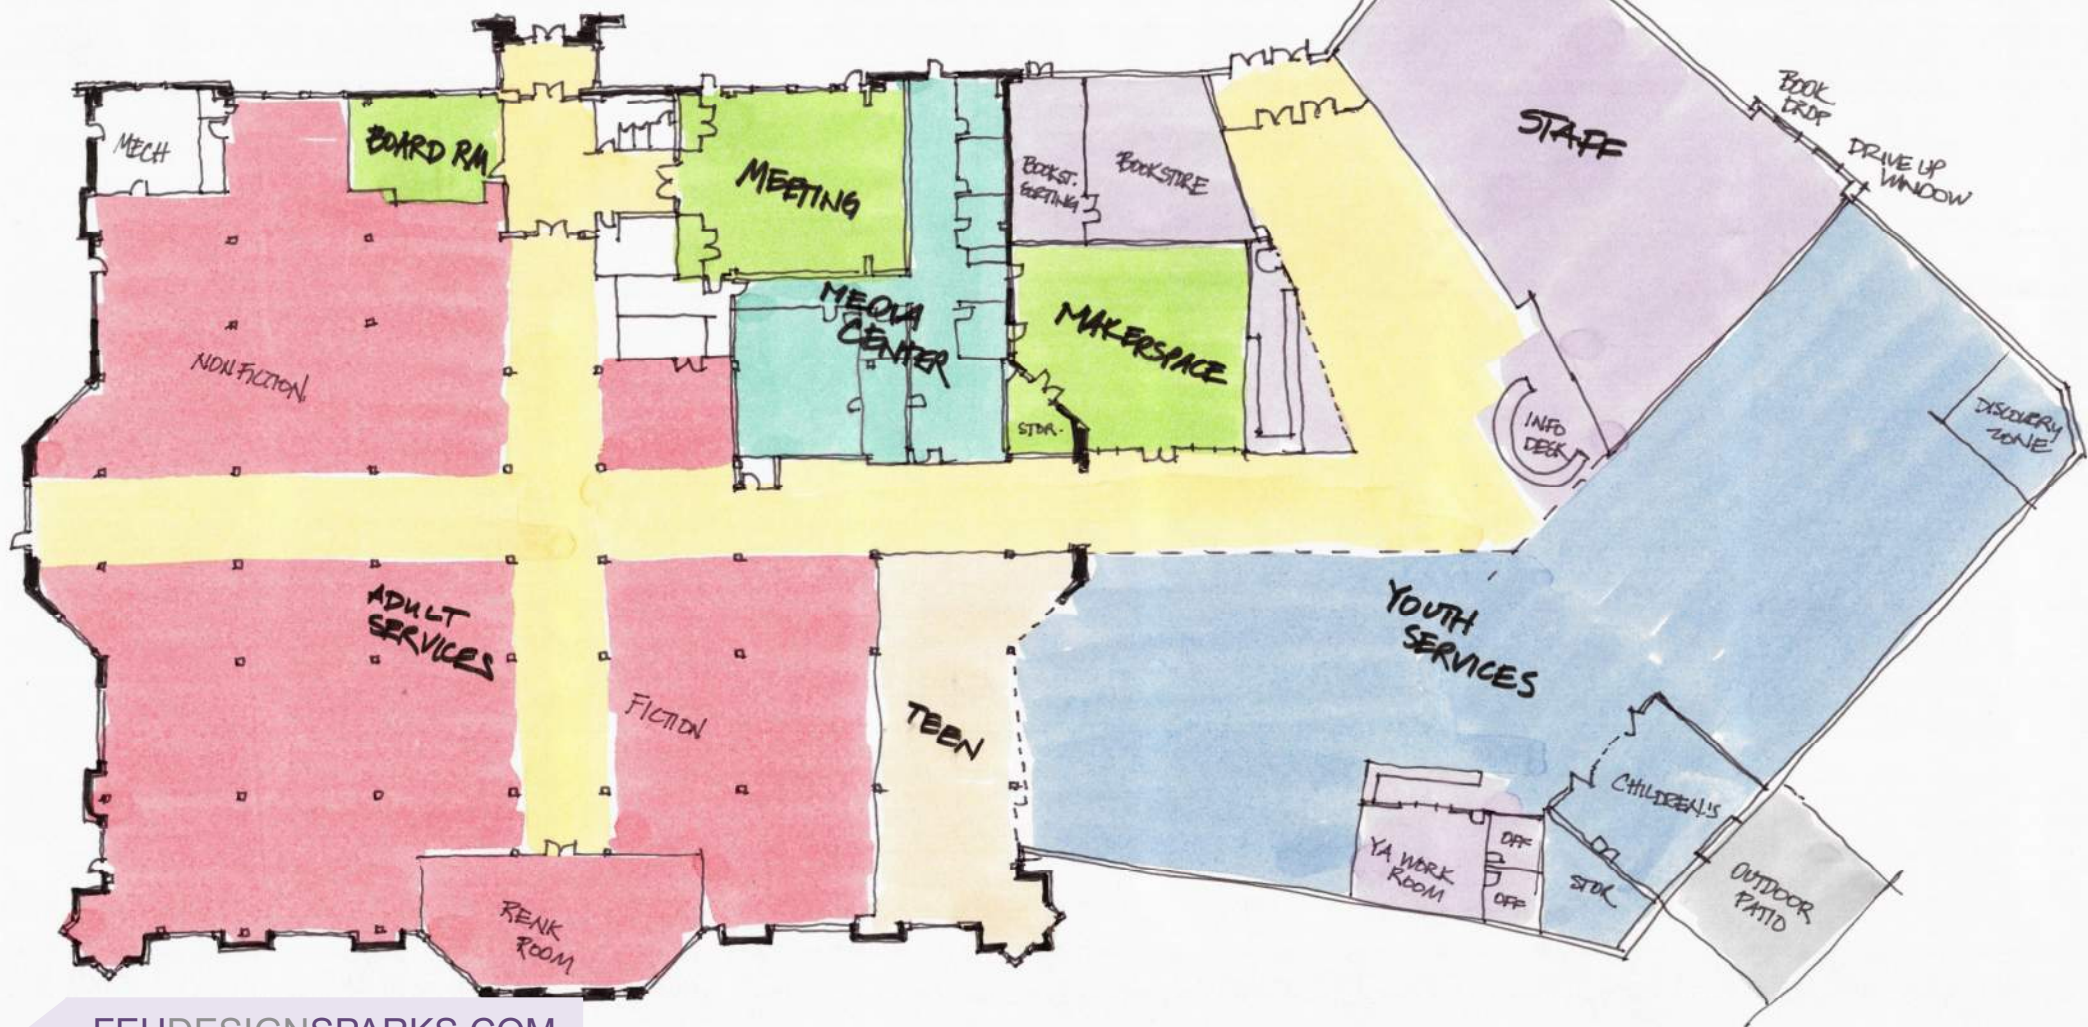 MECH
BOARD RM
MEETING
BOOKST.
SORTING
BOOKSTORE
STAFF
BOOK
DROP
DRIVE UP
WINDOW
NONFICTION
MEDIA
CENTER
MAKERSPACE
STOR.
INFO
DESK
DISCOVERY
ZONE
ADULT
SERVICES
FICTION
TEEN
YOUTH
SERVICES
CHILDREN'S
YA WORK
ROOM
OFF
OFF
STOR
OUTDOOR
PATIO
RENK
ROOM
FEHDESIGNSPARKS.COM